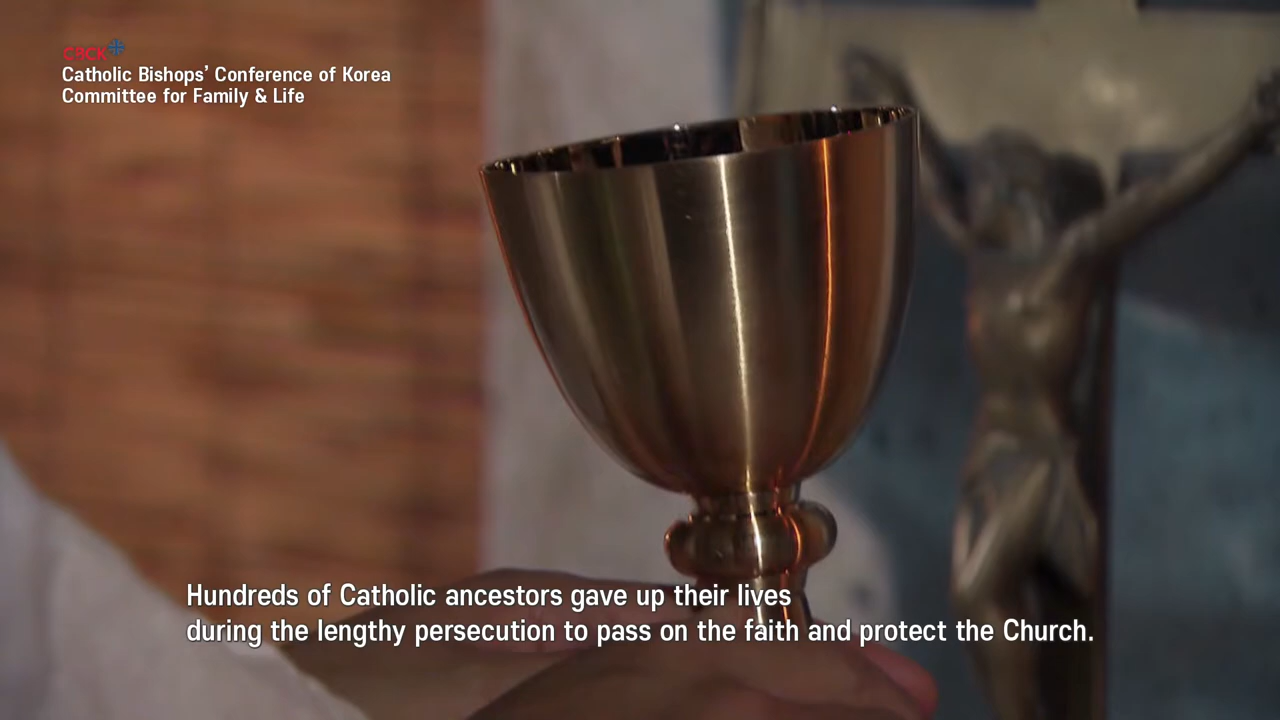 CBCK
Catholic Bishops’ Conference of Korea
Committee for Family & Life
Hundreds of Catholic ancestors gave up their lives
during the lengthy persecution to pass on the faith and protect the Church.